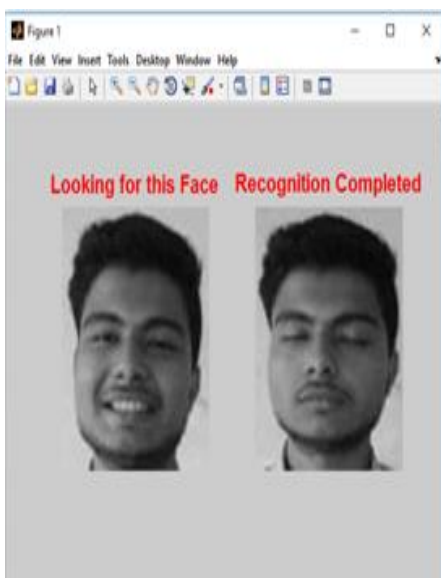 Figure 1
File Edit View Insert Tools Desktop Window Help
Looking for this Face Recognition Completed